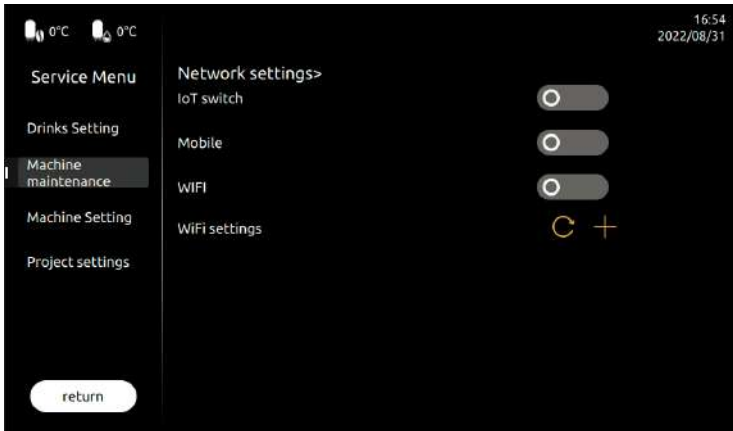 0°C 0°C
16:54
2022/08/31
Service Menu
Drinks Setting
Machine
maintenance
Machine Setting
Project settings
return
Network settings>
IoT switch
Mobile
WIFI
WiFi settings